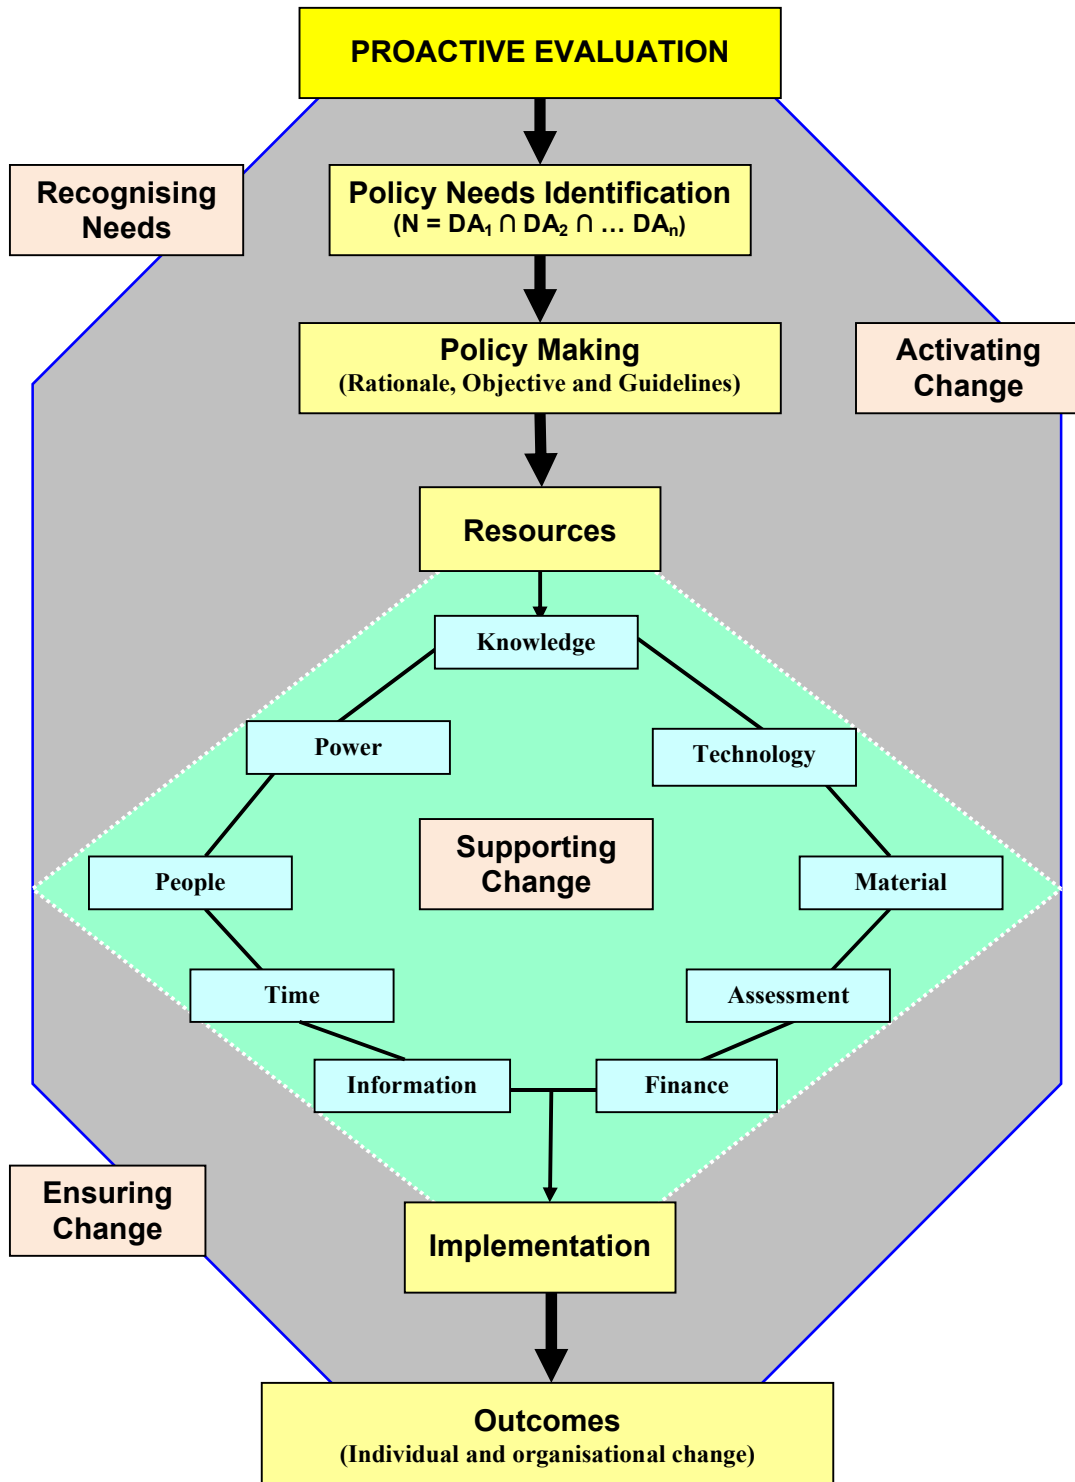 PROACTIVE EVALUATION
Recognising
Needs
Policy Needs Identification
(N = DA₁ ∩ DA₂ ∩ … DAₙ)
Policy Making
(Rationale, Objective and Guidelines)
Activating
Change
Resources
Knowledge
Power
Technology
Supporting
Change
People
Material
Time
Assessment
Information
Finance
Ensuring
Change
Implementation
Outcomes
(Individual and organisational change)